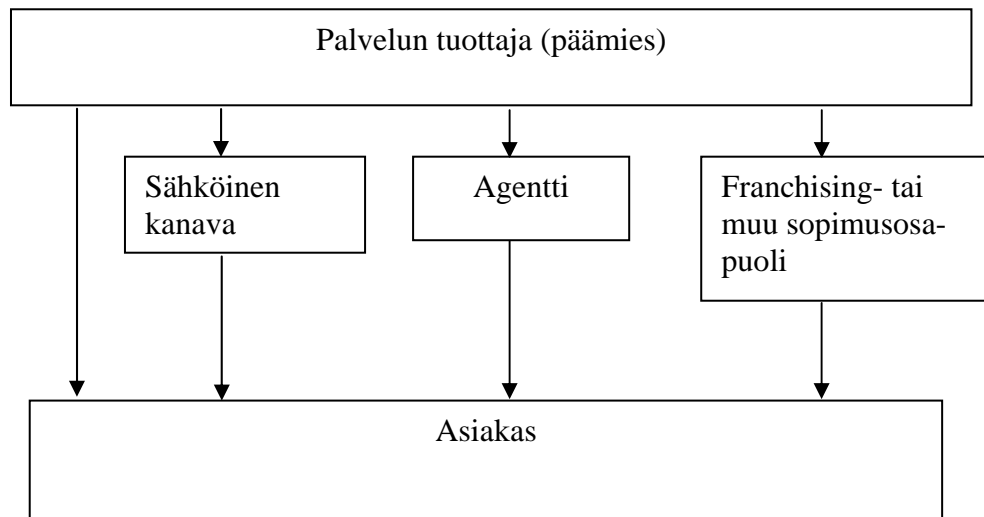 Palvelun tuottaja (päämies)
Sähköinen
kanava
Agentti
Franchising- tai
muu sopimusosa-
puoli
Asiakas